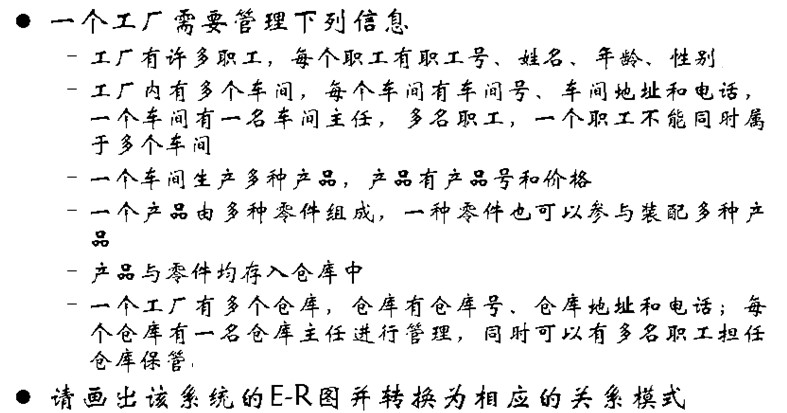 ● 一个工厂需要管理下列信息
– 工厂有许多职工，每个职工有职工号、姓名、年龄、性别
– 工厂内有多个车间，每个车间有车间号、车间地址和电话，
一个车间有一名车间主任，多名职工，一个职工不能同时属
于多个车间
– 一个车间生产多种产品，产品有产品号和价格
– 一个产品由多种零件组成，一种零件也可以参与装配多种产
品
– 产品与零件均存入仓库中
– 一个工厂有多个仓库，仓库有仓库号、仓库地址和电话；每
个仓库有一名仓库主任进行管理，同时可以有多名职工担任
仓库保管
● 请画出该系统的E-R图并转换为相应的关系模式